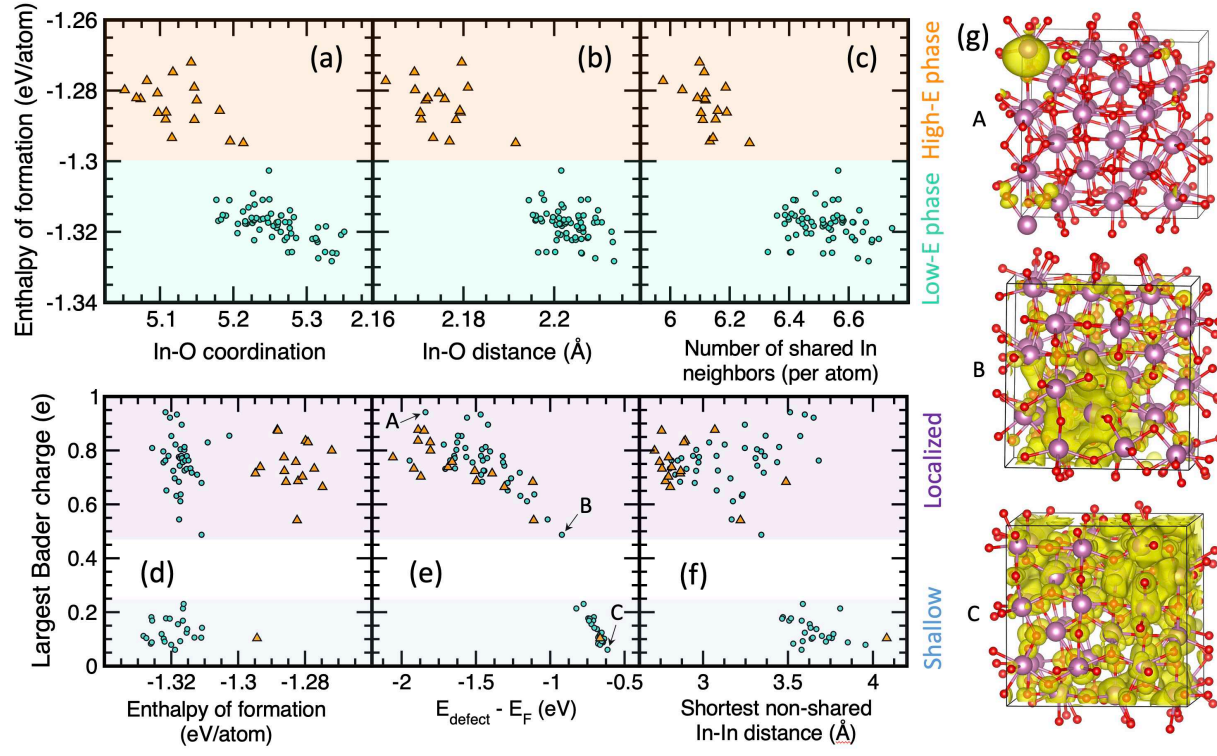 -1.26
-1.28
-1.3
-1.32
-1.34
Enthalpy of formation (eV/atom)
(a)
(b)
(c)
High-E phase
Low-E phase
5.1
5.2
5.3
2.16
2.18
2.2
6
6.2
6.4
6.6
In-O coordination
In-O distance (Å)
Number of shared In
neighbors (per atom)
1
0.8
0.6
0.4
0.2
0
Largest Bader charge (e)
A
B
C
(d)
(e)
(f)
Localized
Shallow
-1.32
-1.3
-1.28
-2
-1.5
-1
-0.5
3
3.5
4
Enthalpy of formation
(eV/atom)
E_defect - E_F (eV)
Shortest non-shared
In-In distance (Å)
(g)
A
B
C